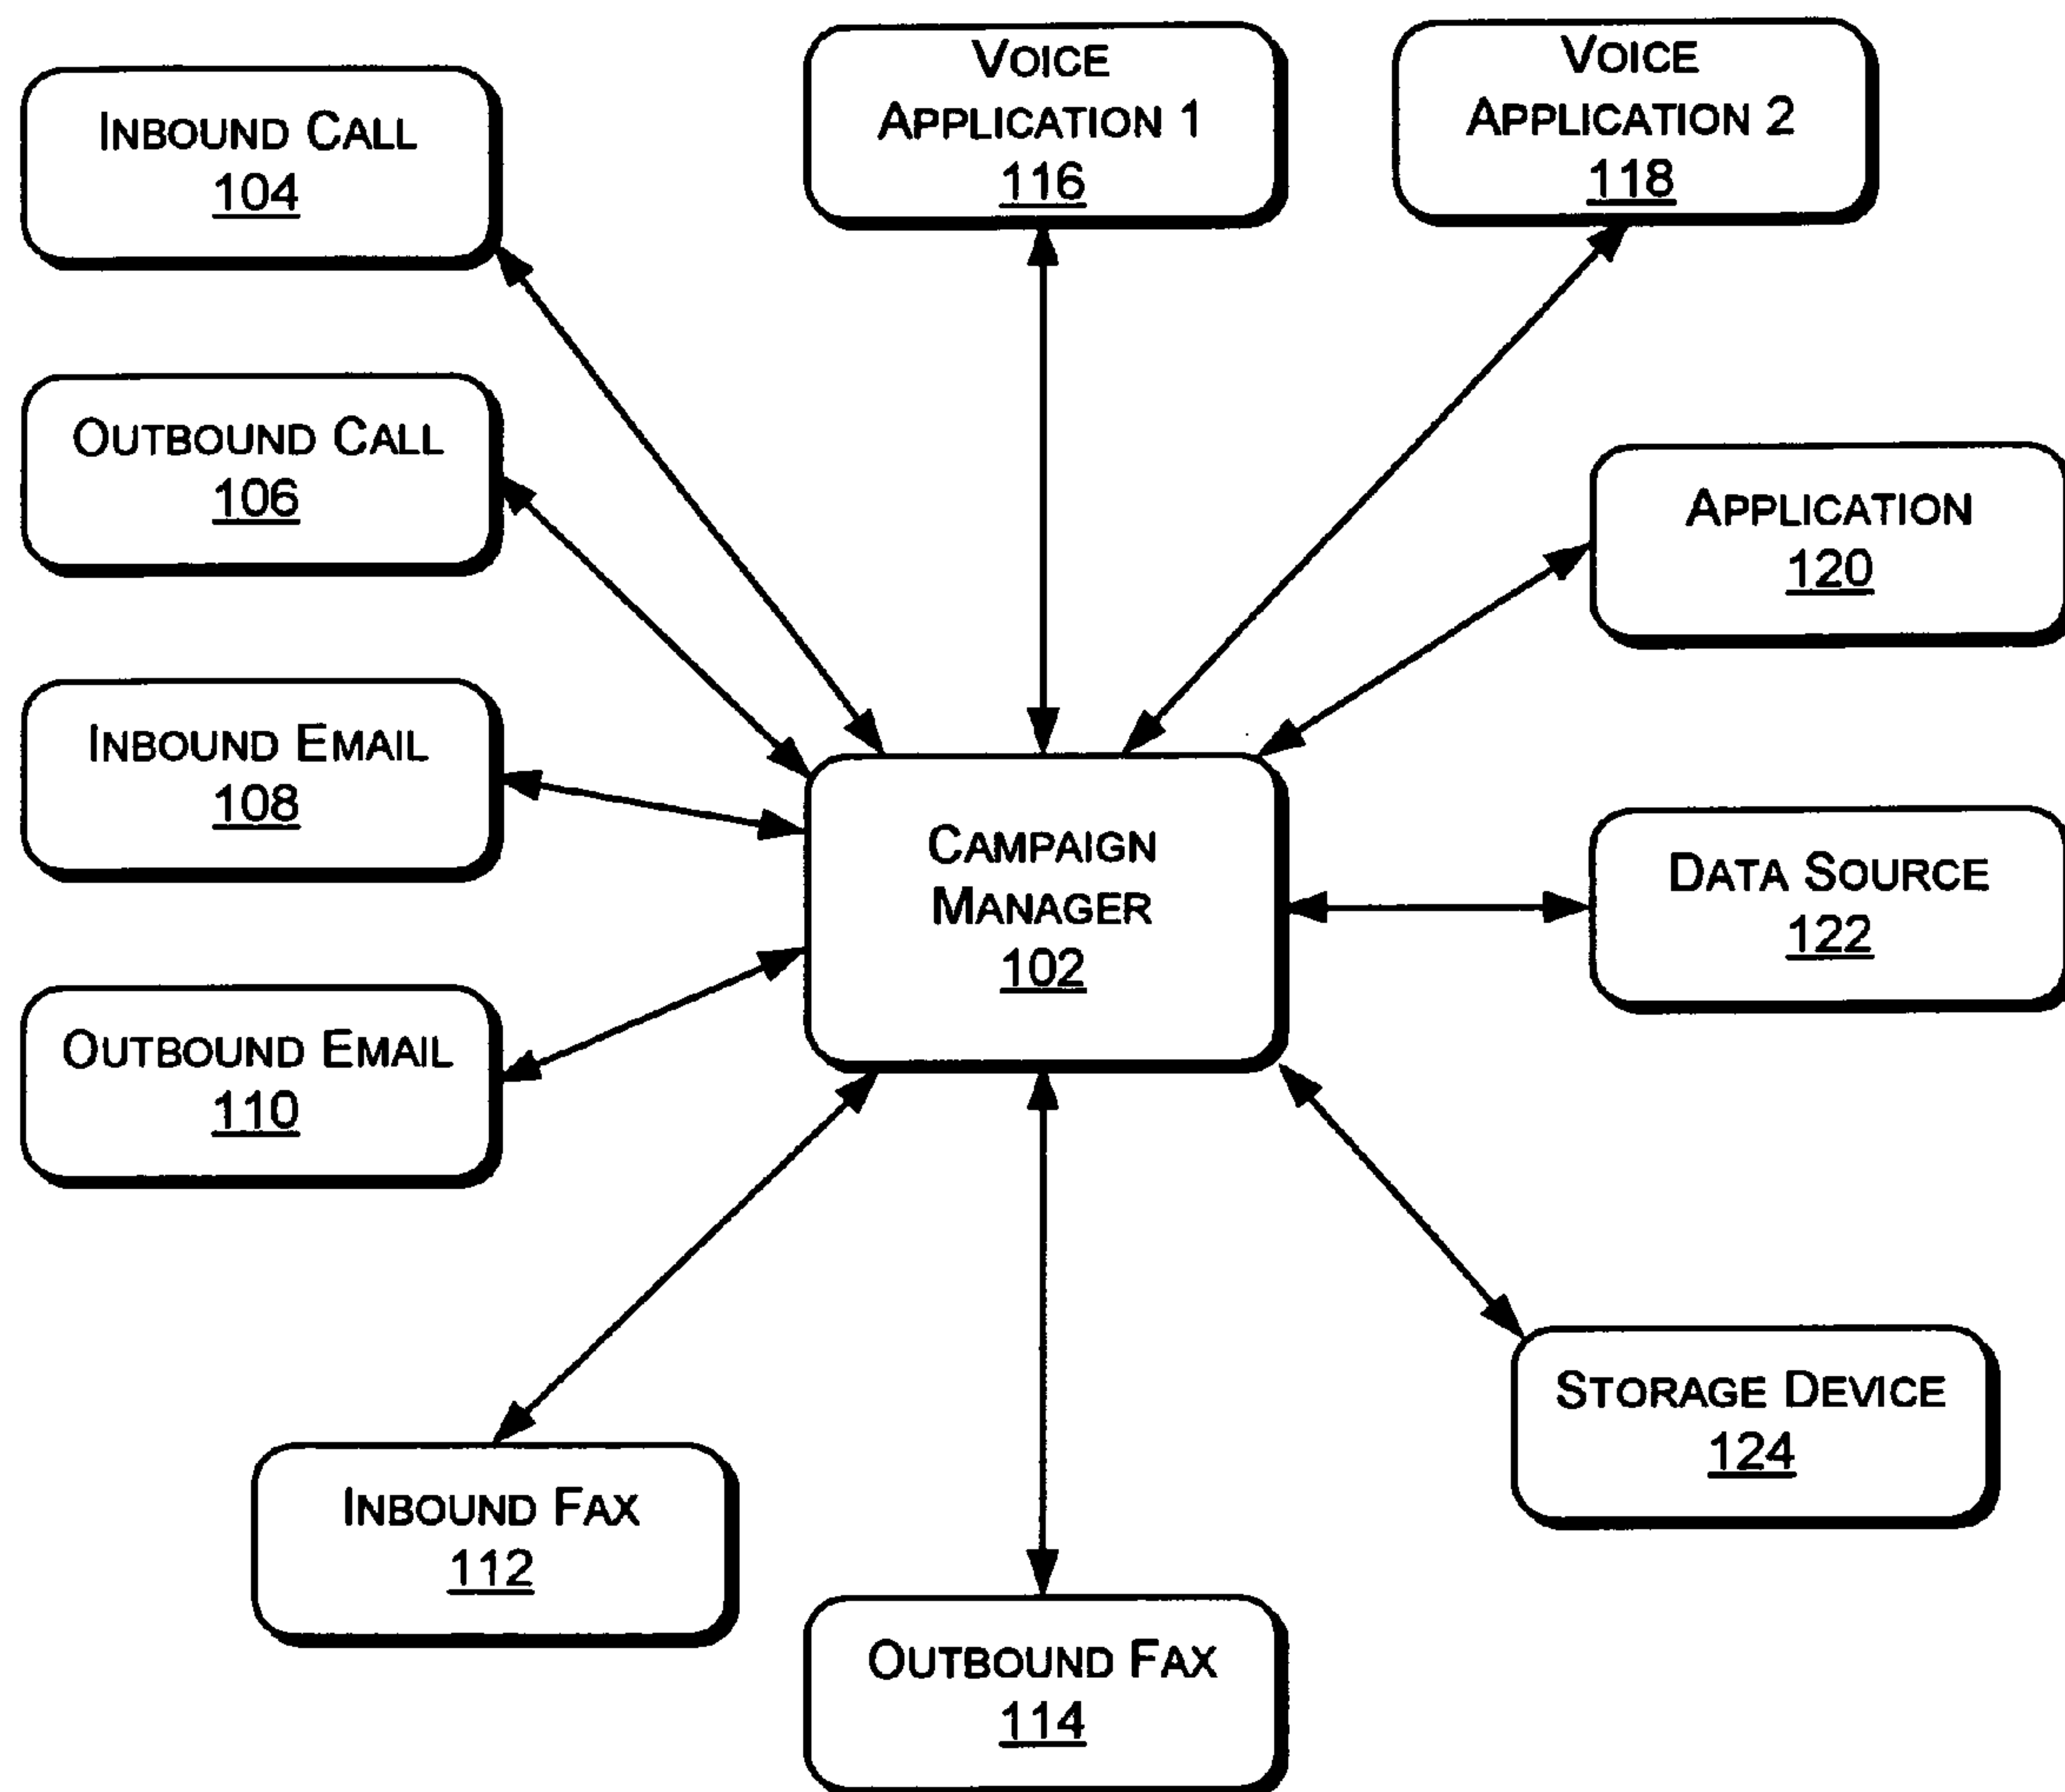 INBOUND CALL
104
VOICE
APPLICATION 1
116
VOICE
APPLICATION 2
118
OUTBOUND CALL
106
APPLICATION
120
INBOUND EMAIL
108
CAMPAIGN
MANAGER
102
DATA SOURCE
122
OUTBOUND EMAIL
110
STORAGE DEVICE
124
INBOUND FAX
112
OUTBOUND FAX
114